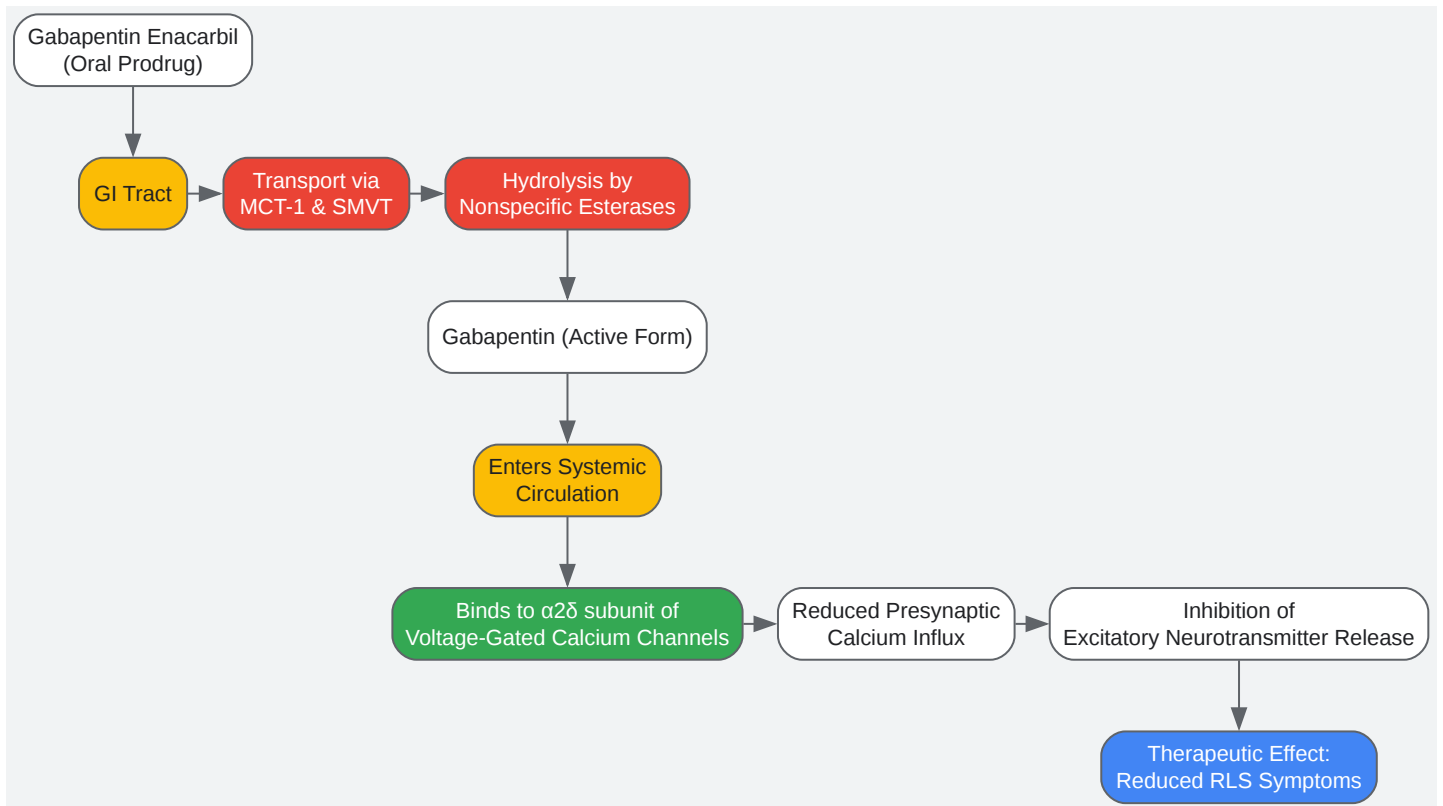 Gabapentin Enacarbil
(Oral Prodrug)
GI Tract
Transport via
MCT-1 & SMVT
Hydrolysis by
Nonspecific Esterases
Gabapentin (Active Form)
Enters Systemic
Circulation
Binds to α2δ subunit of
Voltage-Gated Calcium Channels
Reduced Presynaptic
Calcium Influx
Inhibition of
Excitatory Neurotransmitter Release
Therapeutic Effect:
Reduced RLS Symptoms